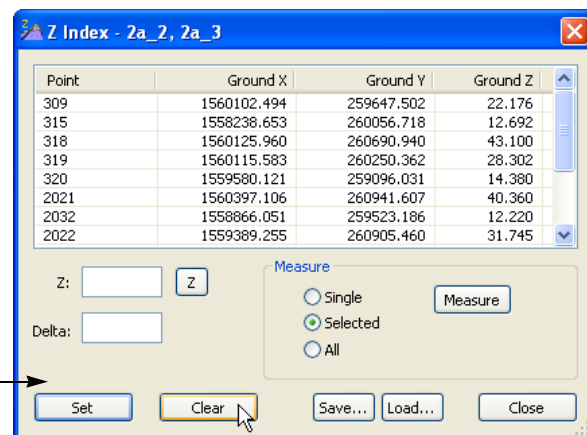 Z Index - 2a_2, 2a_3
Point Ground X Ground Y Ground Z
309 1560102.494 259647.502 22.176
315 1558238.653 260056.718 12.692
318 1560125.960 260690.940 43.100
319 1560115.583 260250.362 28.302
320 1559580.121 259096.031 14.380
2021 1560397.106 260941.607 40.360
2032 1558866.051 259523.186 12.220
2022 1559389.255 260905.460 31.745
Z: Z
Delta:
Measure
Single
Selected
All
Measure
Set Clear Save... Load... Close